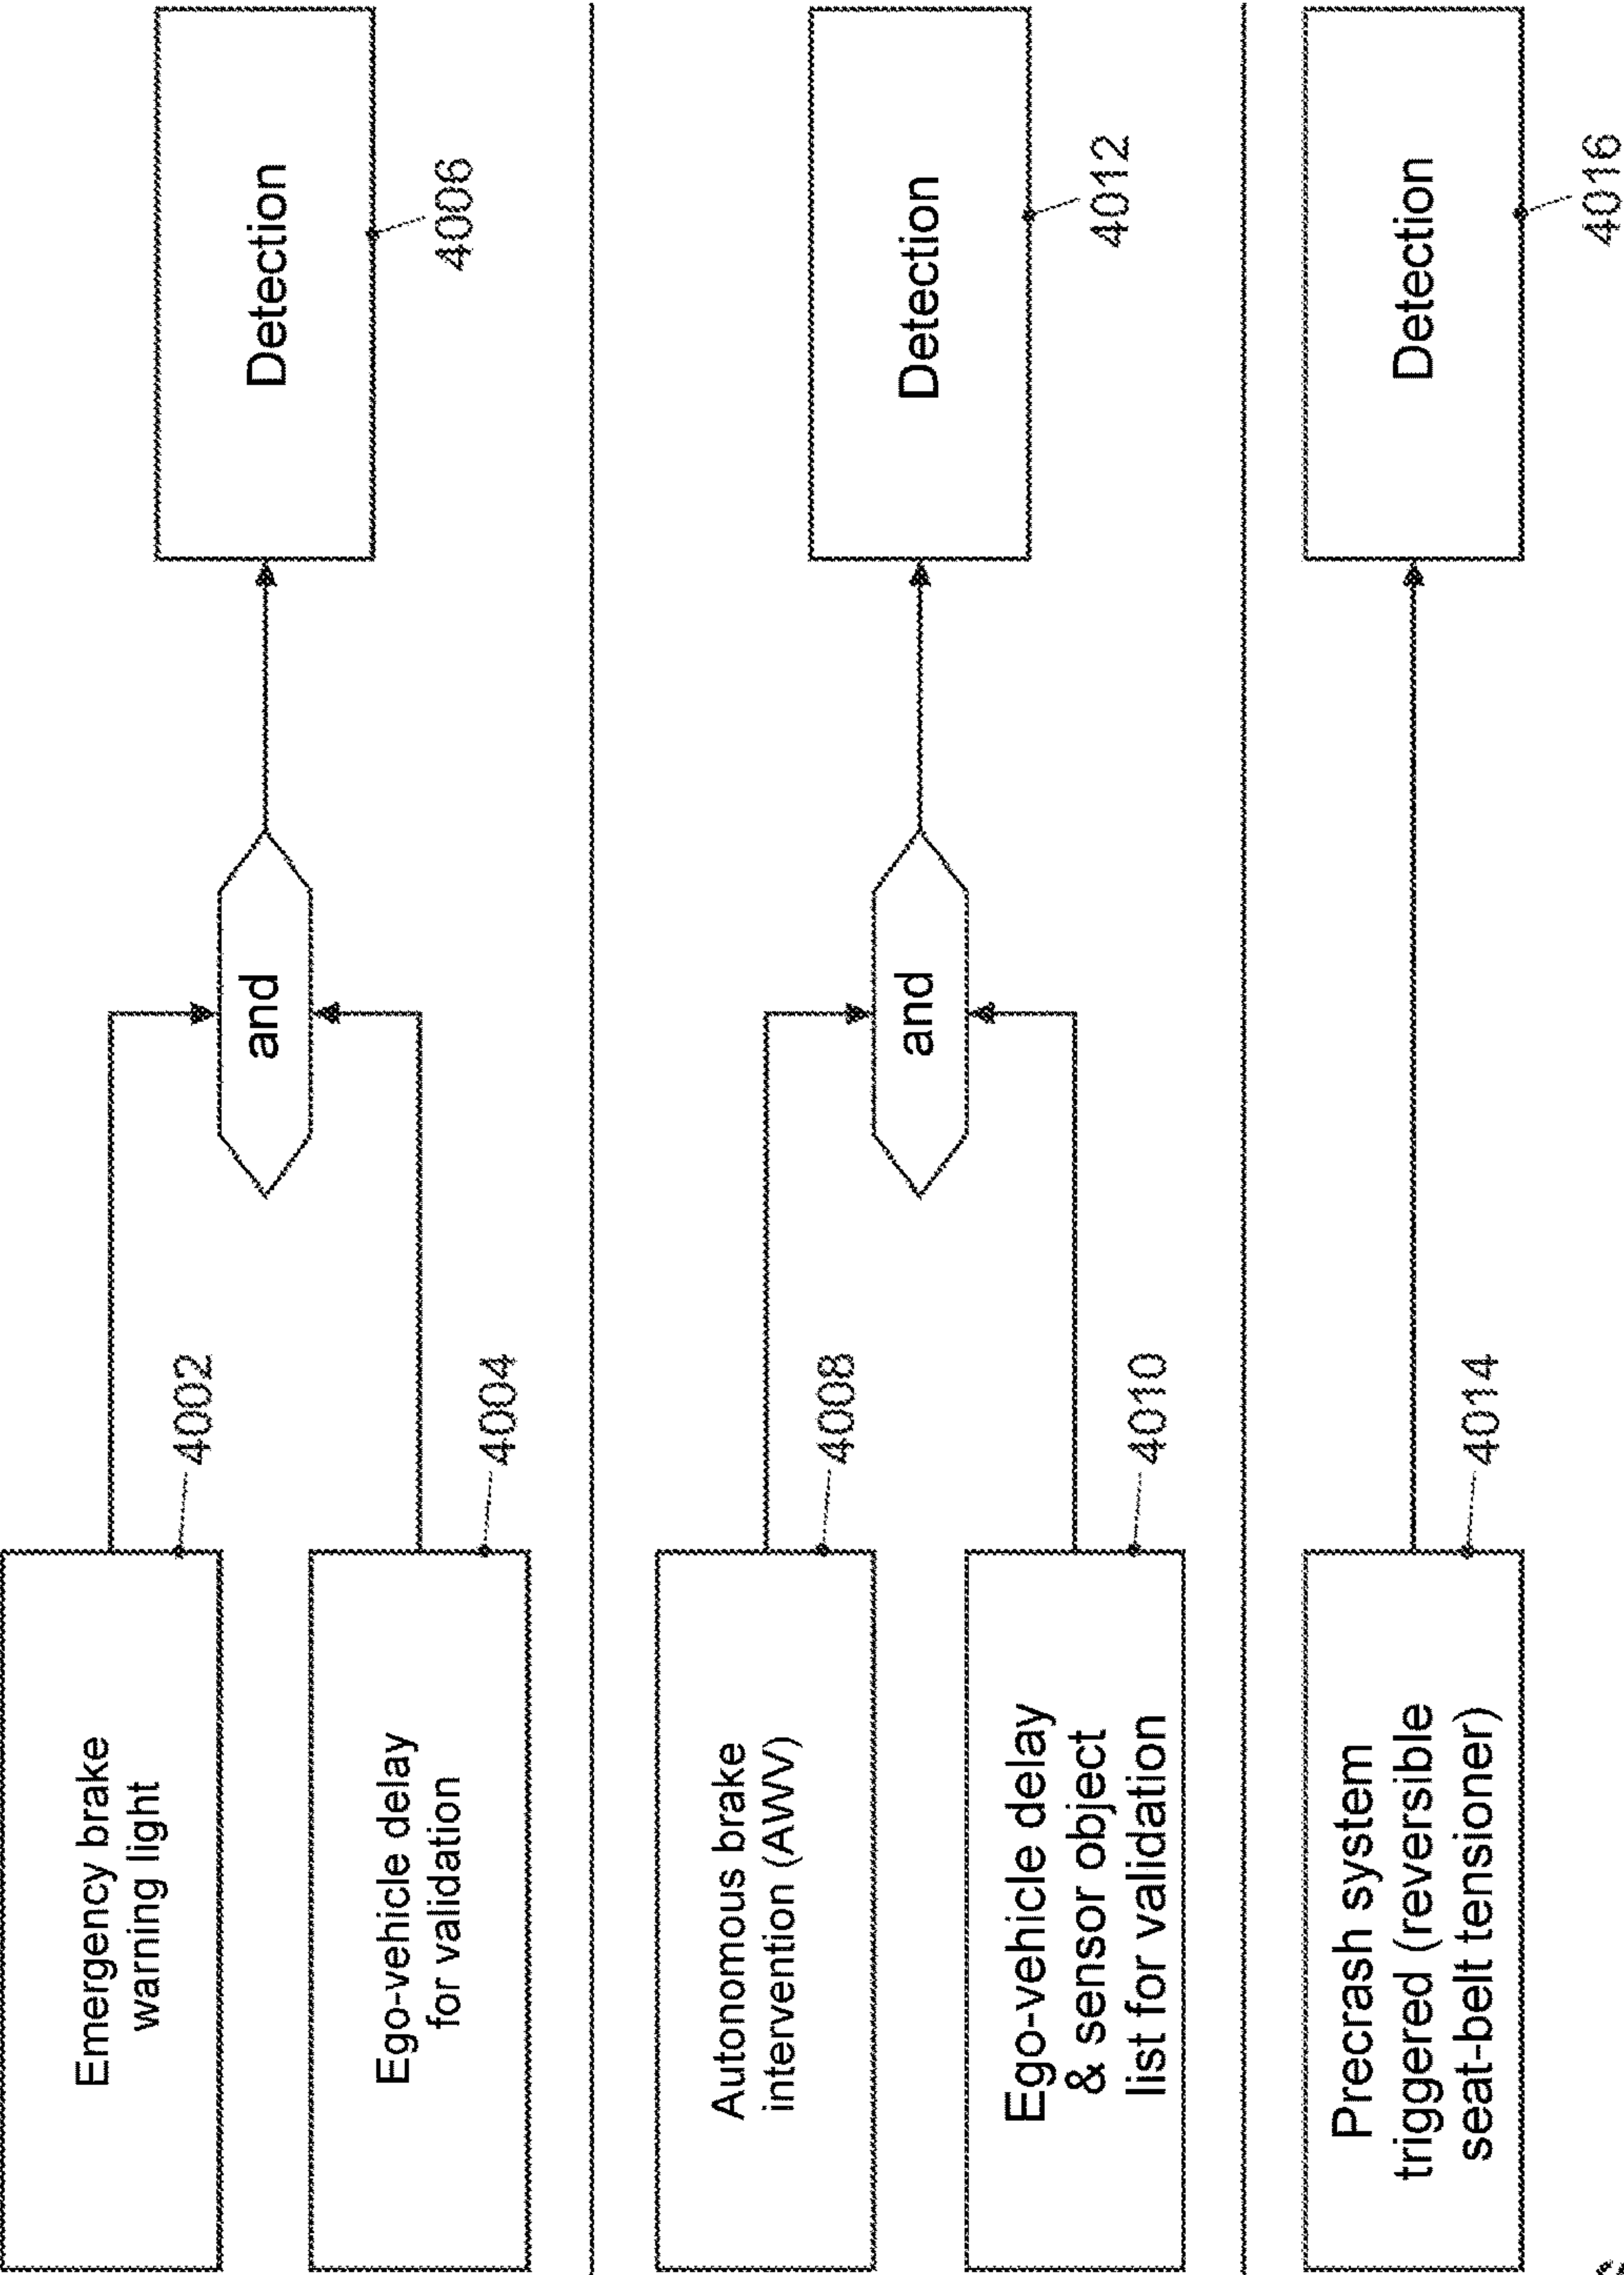 Emergency brake
warning light
4002
Ego-vehicle delay
for validation
4004
and
Detection
4006
Autonomous brake
intervention (AWV)
4008
Ego-vehicle delay
& sensor object
list for validation
4010
and
Detection
4012
Precrash system
triggered (reversible
seat-belt tensioner)
4014
Detection
4016